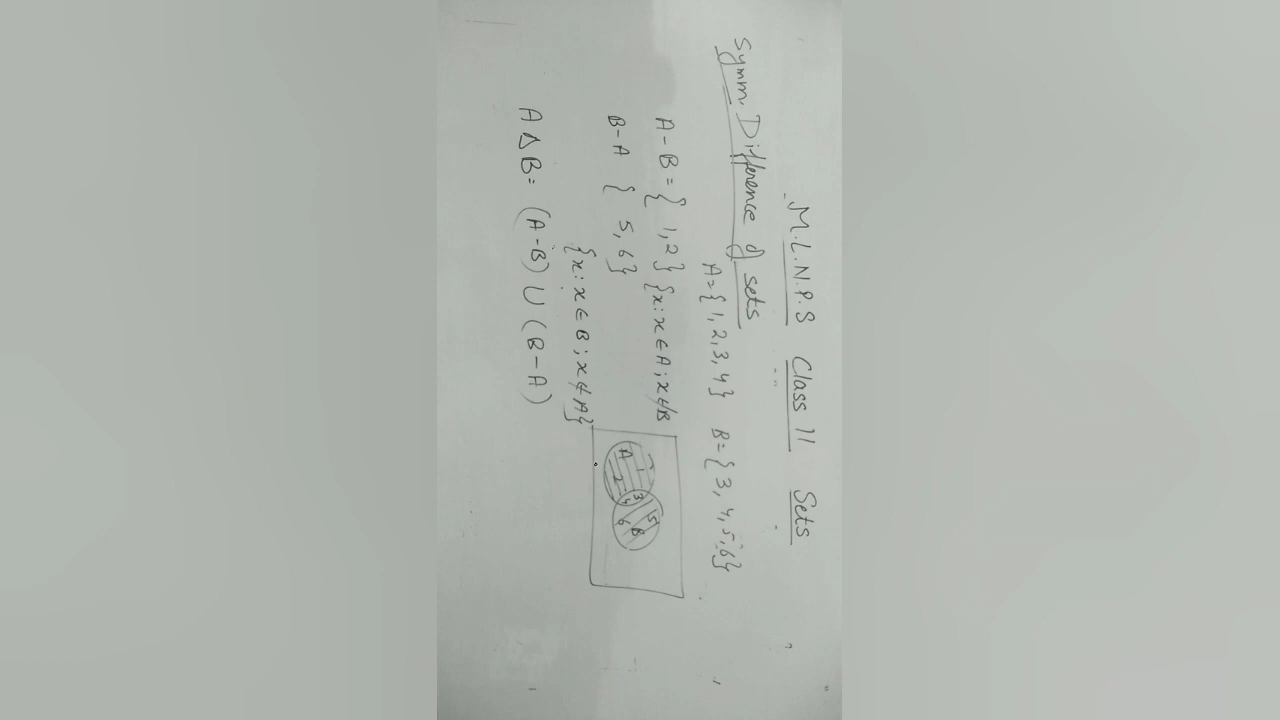 M.L.N.P.S Class 11 Sets
Symm. Difference of sets
A={1,2,3,4} B={3,4,5,6}
A-B={1,2} {x:x∈A;x∉B
B-A {5,6}
{x:x∈B;x∉A}
A 1 2 3 4 5 6 B
A△B= (A-B) ∪ (B-A)